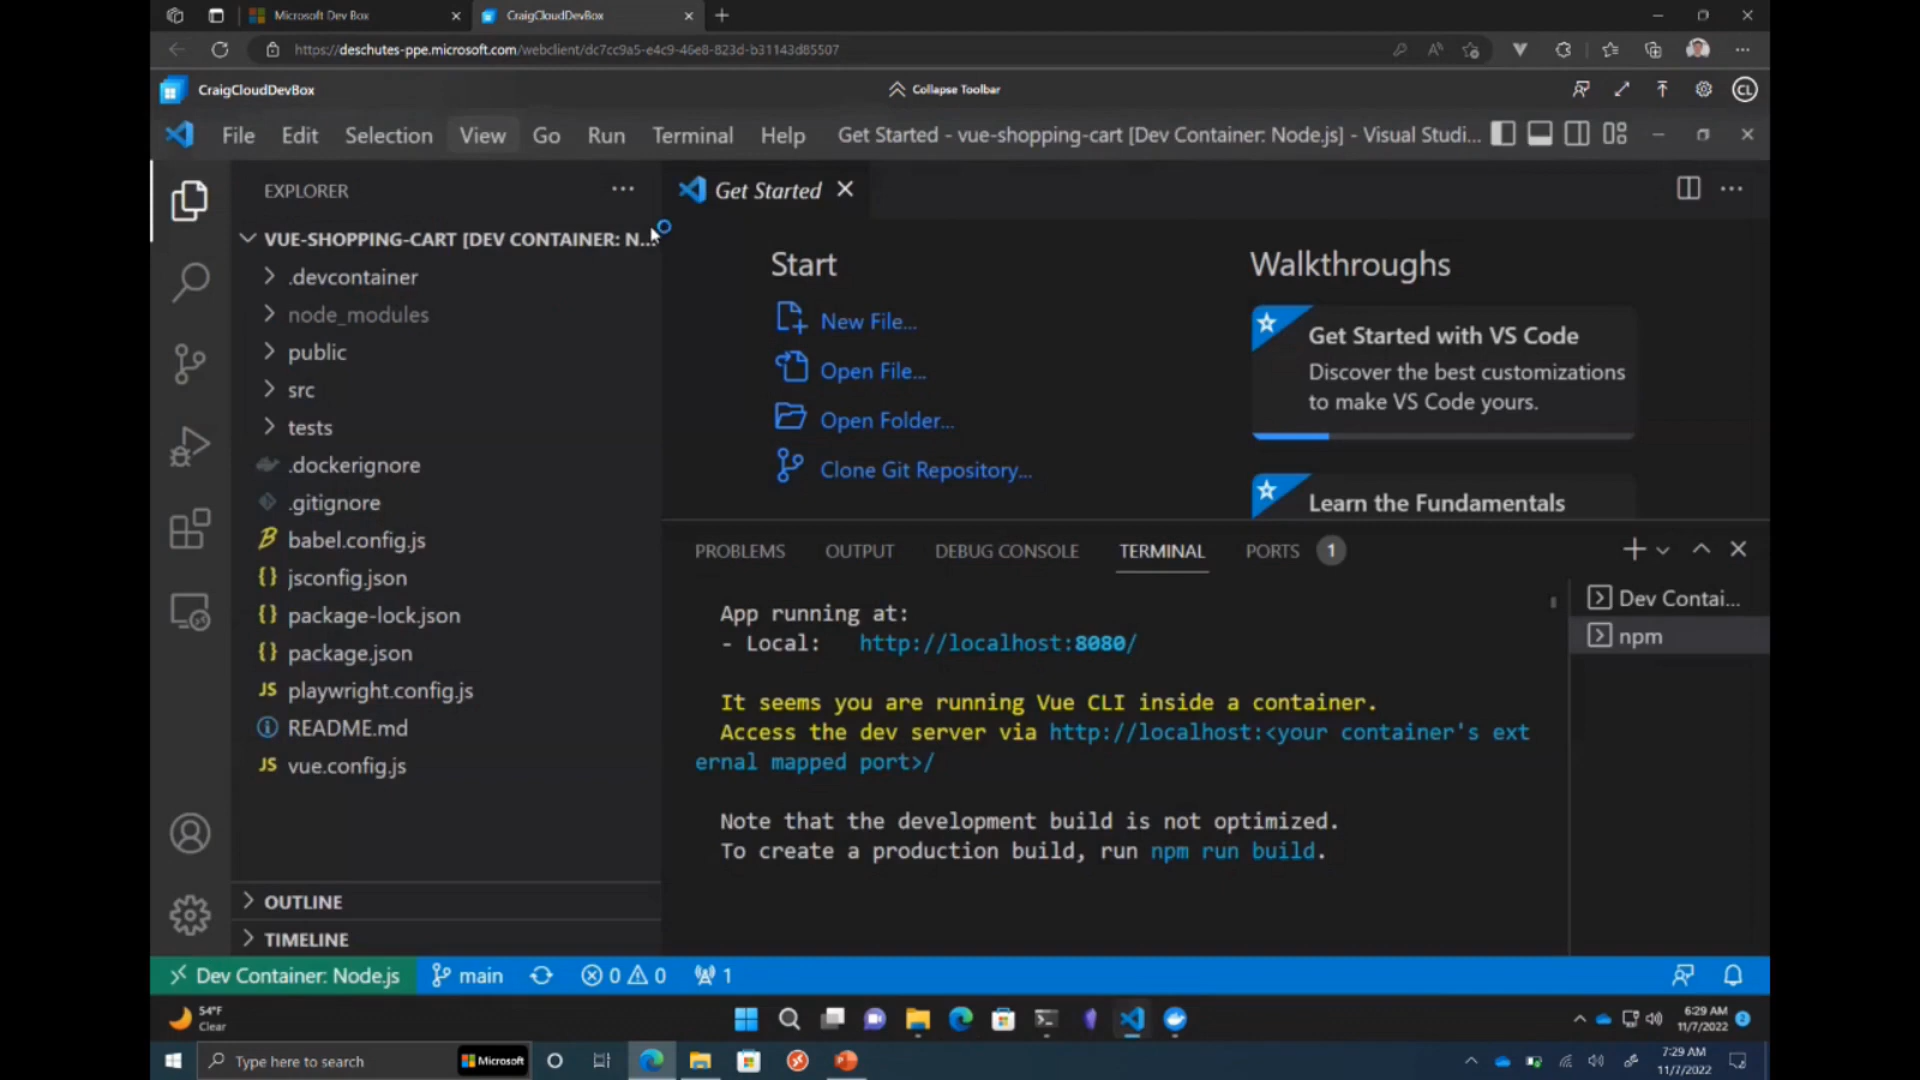 Microsoft Dev Box
CraigCloudDevBox
https://deschutes-ppe.microsoft.com/webclient/dc7cc9a5-e4c9-46e8-823d-b31143d85507
CraigCloudDevBox
Collapse Toolbar
CL
File Edit Selection View Go Run Terminal Help
Get Started - vue-shopping-cart [Dev Container: Node.js] - Visual Studi...
EXPLORER
VUE-SHOPPING-CART [DEV CONTAINER: N...
.devcontainer
node_modules
public
src
tests
.dockerignore
.gitignore
babel.config.js
jsconfig.json
package-lock.json
package.json
playwright.config.js
README.md
vue.config.js
OUTLINE
TIMELINE
Get Started
Start
New File...
Open File...
Open Folder...
Clone Git Repository...
Walkthroughs
Get Started with VS Code
Discover the best customizations
to make VS Code yours.
Learn the Fundamentals
PROBLEMS OUTPUT DEBUG CONSOLE TERMINAL PORTS 1
App running at:
- Local: http://localhost:8080/
It seems you are running Vue CLI inside a container.
Access the dev server via http://localhost:<your container's ext
ernal mapped port>/
Note that the development build is not optimized.
To create a production build, run npm run build.
Dev Contai...
npm
Dev Container: Node.js main 0 0 1
54°F
Clear
6:29 AM
11/7/2022
2
Type here to search
Microsoft
7:29 AM
11/7/2022